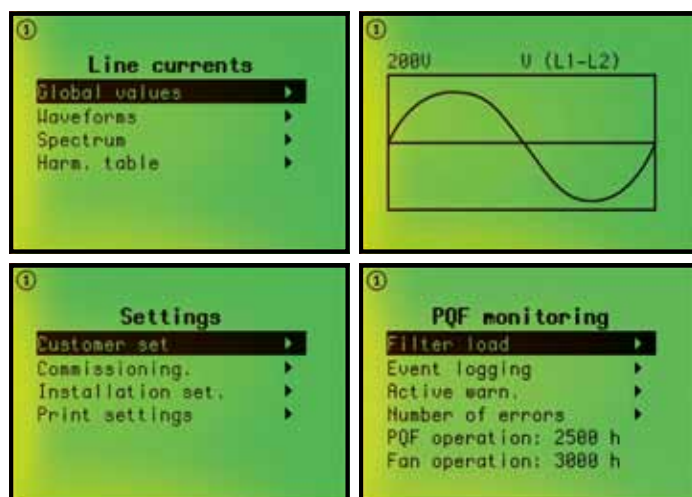 ①
Line currents
Global values
Waveforms
Spectrum
Harm. table
①
200V V (L1-L2)
①
Settings
Customer set
Commissioning.
Installation set.
Print settings
①
PQF monitoring
Filter load
Event logging
Active warn.
Number of errors
PQF operation: 2500 h
Fan operation: 3000 h